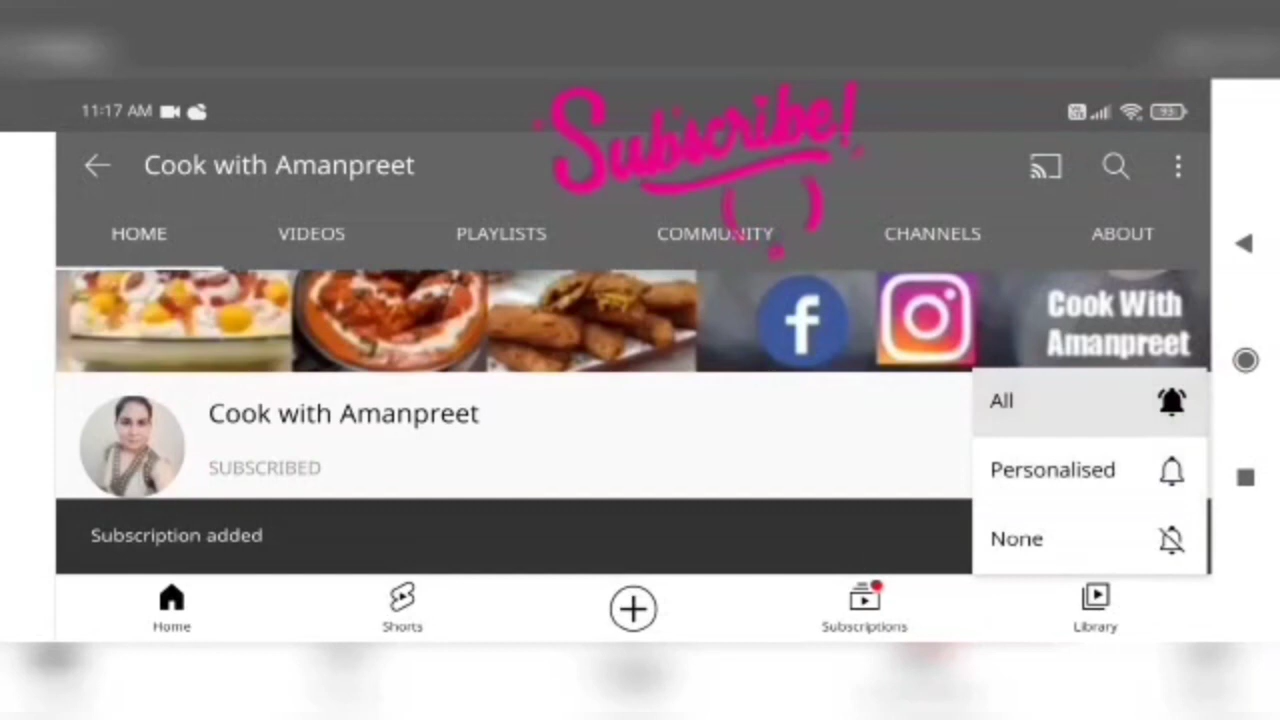 Subscribe!
11:17 AM
93
Cook with Amanpreet
HOME VIDEOS PLAYLISTS COMMUNITY CHANNELS ABOUT
f
Cook With
Amanpreet
Cook with Amanpreet
SUBSCRIBED
All
Personalised
None
Subscription added
Home Shorts Subscriptions Library